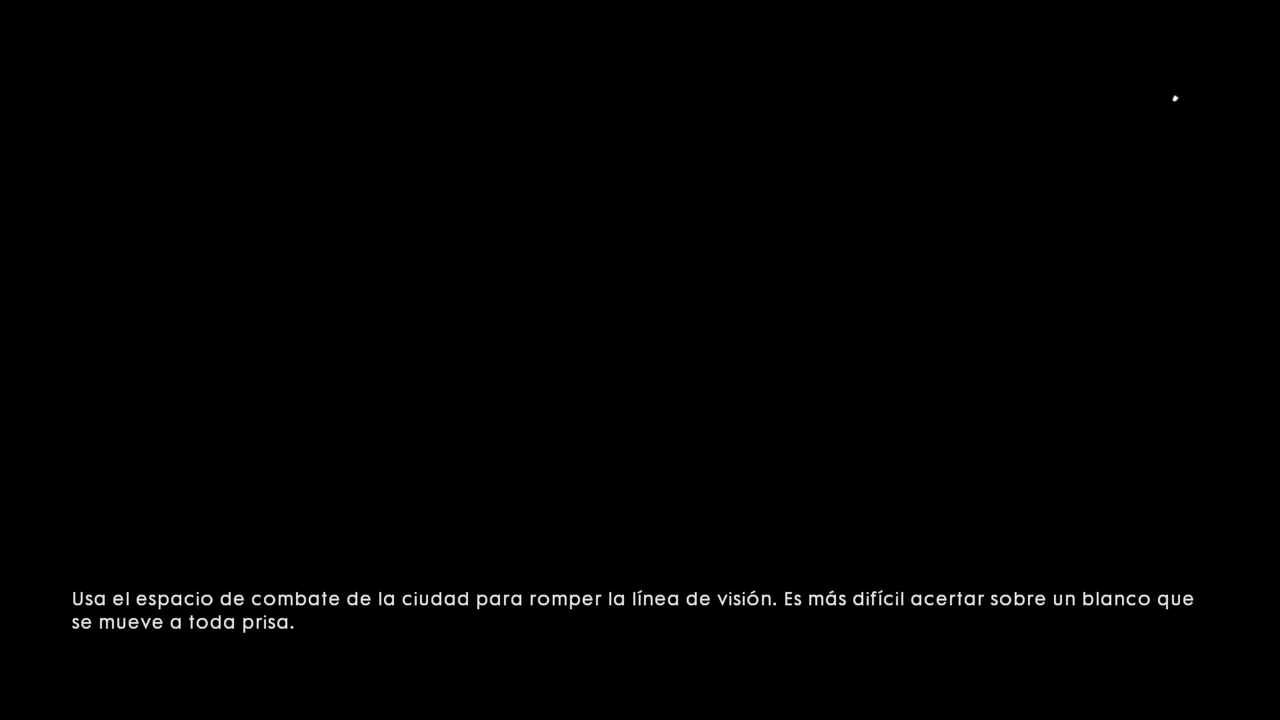 Usa el espacio de combate de la ciudad para romper la línea de visión. Es más difícil acertar sobre un blanco que
se mueve a toda prisa.